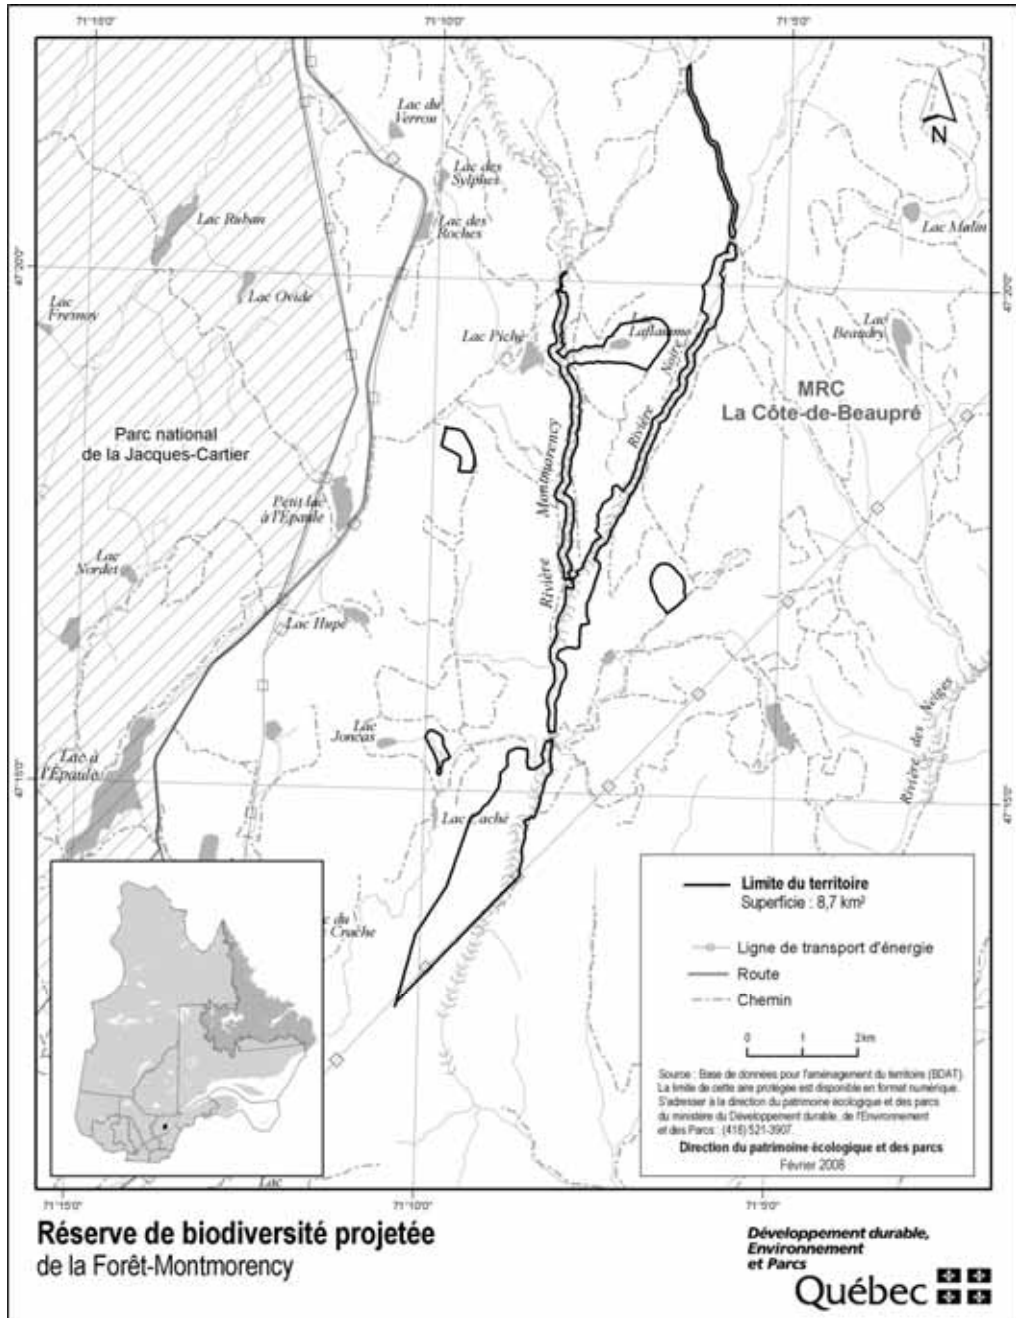 71°15'0"
71°10'0"
71°5'0"
Lac du
Verrou
Lac des
Sylphes
Lac Ruban
Lac des
Roches
Lac Malin
47°20'0"
47°20'0"
Lac Ovide
Lac
Fresnoy
Laflamme
Lac
Beaudry
Lac Piché
Rivière Noire
MRC
La Côte-de-Beaupré
Parc national
de la Jacques-Cartier
Rivière Montmorency
Petit lac
à l'Épaule
Lac
Nordet
Lac Hupé
Rivière des Neiges
Lac
Joncas
Lac à
l'Épaule
47°15'0"
47°15'0"
Lac Caché
c du
Croche
N
Limite du territoire
Superficie : 8,7 km²
Ligne de transport d'énergie
Route
Chemin
0 1 2km
Source : Base de données pour l'aménagement du territoire (BDAT).
La limite de cette aire protégée est disponible en format numérique.
S'adresser à la direction du patrimoine écologique et des parcs
du ministère du Développement durable, de l'Environnement
et des Parcs : (418) 521-3907.
Direction du patrimoine écologique et des parcs
Février 2008
Lac
71°15'0"
71°10'0"
71°5'0"
Réserve de biodiversité projetée
de la Forêt-Montmorency
Développement durable,
Environnement
et Parcs
Québec